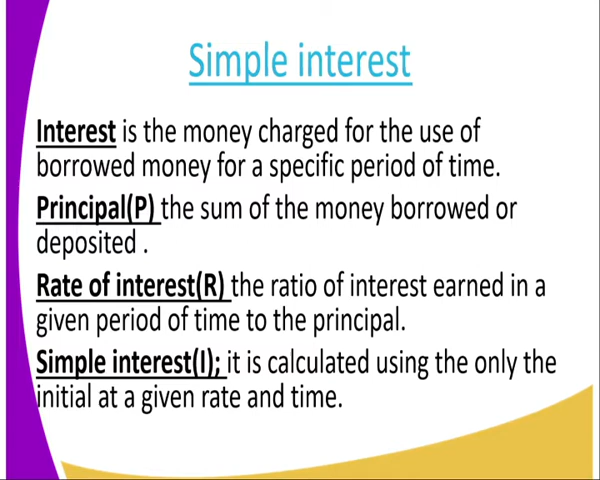 Simple interest
Interest is the money charged for the use of
borrowed money for a specific period of time.
Principal(P) the sum of the money borrowed or
deposited .
Rate of interest(R) the ratio of interest earned in a
given period of time to the principal.
Simple interest(I); it is calculated using the only the
initial at a given rate and time.